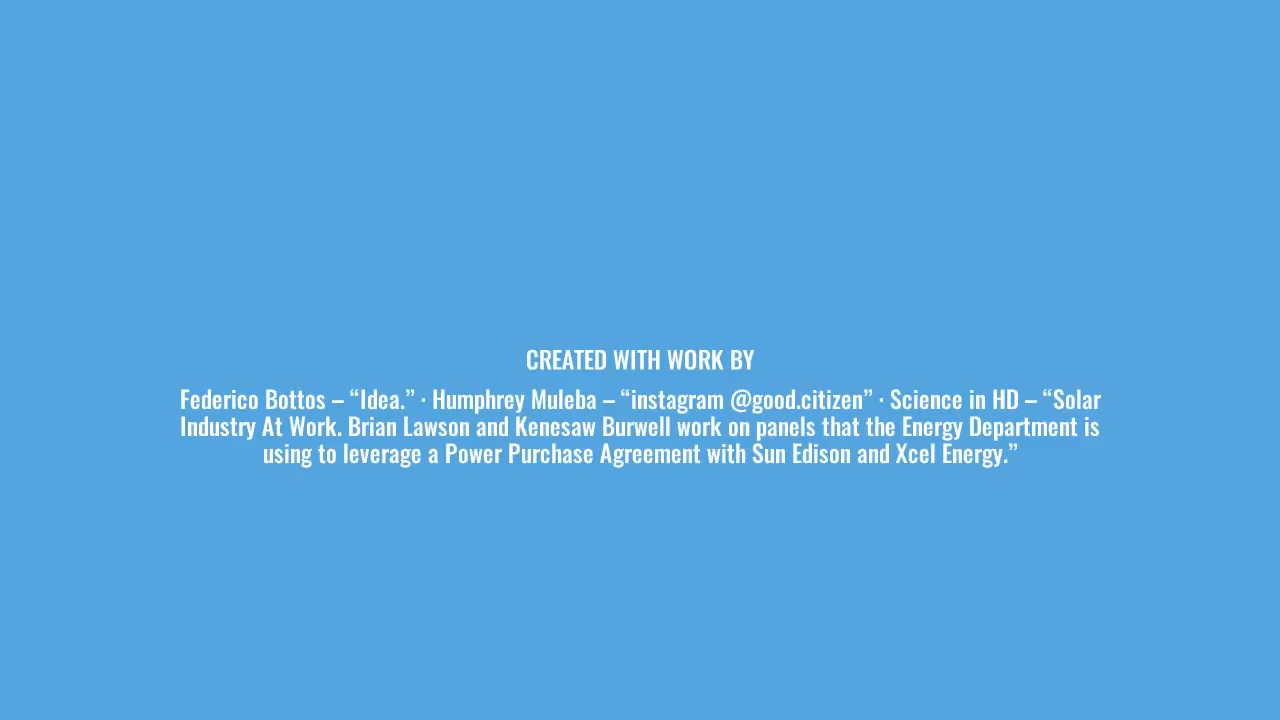 CREATED WITH WORK BY
Federico Bottos – “Idea.” · Humphrey Muleba – “instagram @good.citizen” · Science in HD – “Solar
Industry At Work. Brian Lawson and Kenesaw Burwell work on panels that the Energy Department is
using to leverage a Power Purchase Agreement with Sun Edison and Xcel Energy.”